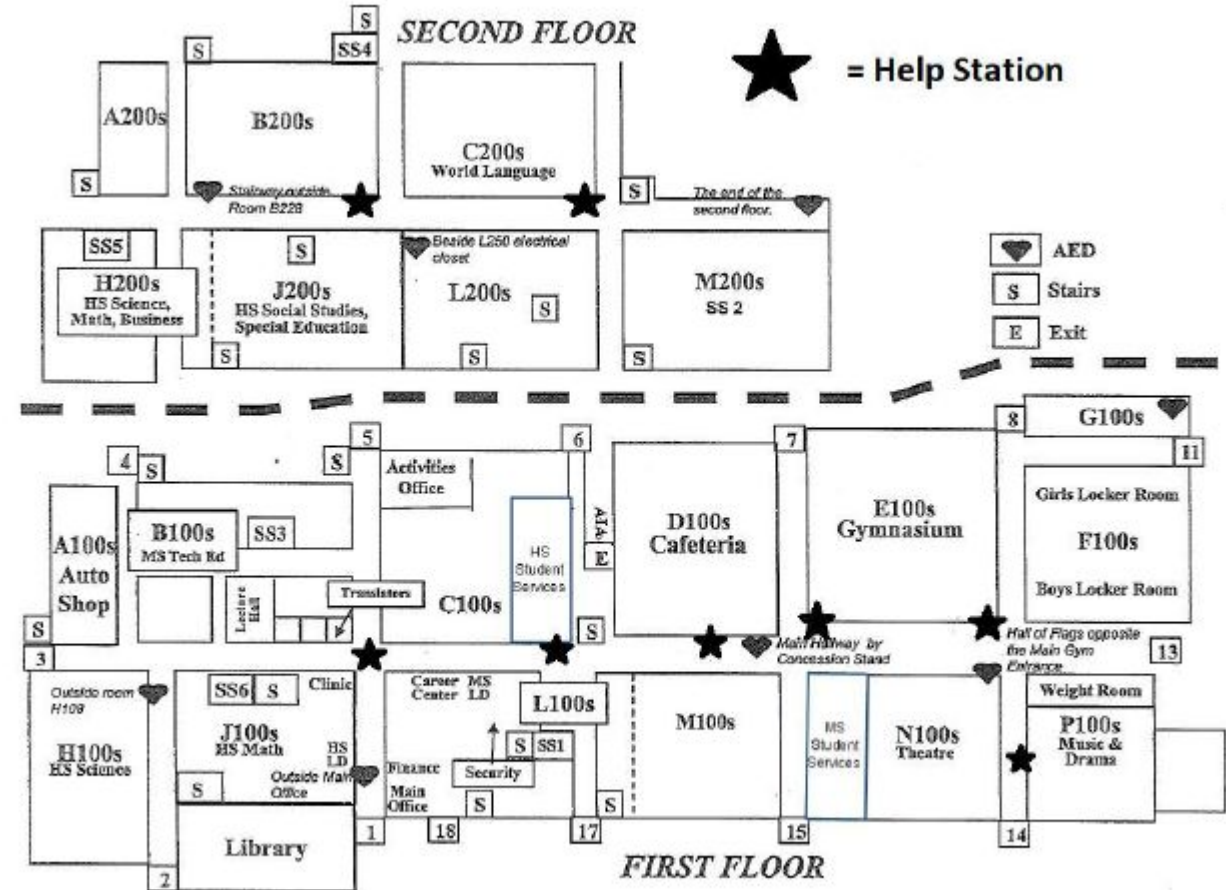 SECOND FLOOR
= Help Station
S
SS4
S
A200s
B200s
C200s
World Language
S
Stairway outside
Room B228
S
The end of the
second floor.
SS5
H200s
HS Science,
Math, Business
S
J200s
HS Social Studies,
Special Education
S
Beside L250 electrical
closet
L200s
S
S
M200s
SS 2
S
AED
S Stairs
E Exit
4
S
S
5
Activities
Office
6
7
8
G100s
11
A100s
Auto
Shop
S
3
B100s
MS Tech Ed
SS3
Lecture
Hall
Translators
C100s
HS
Student
Services
E
S
D100s
Cafeteria
E100s
Gymnasium
Girls Locker Room
F100s
Boys Locker Room
Main Hallway by
Concession Stand
Hall of Flags opposite
the Main Gym
Entrance
13
Outside room
H108
H100s
HS Science
2
SS6
S
Clinic
J100s
HS Math
HS
LD
Outside Main
Office
S
Library
1
Career
Center
MS
LD
L100s
S
SS1
Finance
Security
Main
Office
S
18
17
S
M100s
15
MS
Student
Services
N100s
Theatre
14
Weight Room
P100s
Music &
Drama
FIRST FLOOR